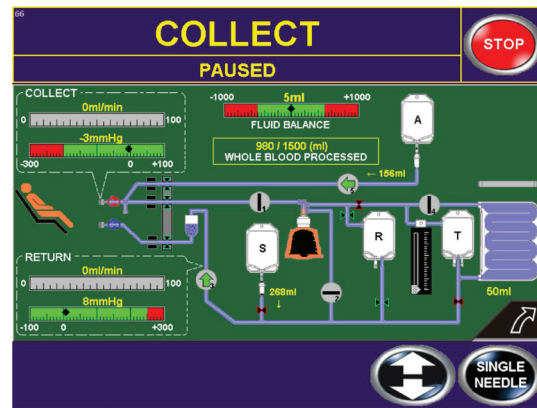 66
COLLECT
PAUSED
STOP
COLLECT
0ml/min
0 100
-3mmHg
-300 0 +100
-1000 5ml +1000
FLUID BALANCE
980 / 1500 (ml)
WHOLE BLOOD PROCESSED
A
← 156ml
S
R
T
268ml
↓
50ml
RETURN
0ml/min
0 100
8mmHg
-100 0 +300
SINGLE
NEEDLE